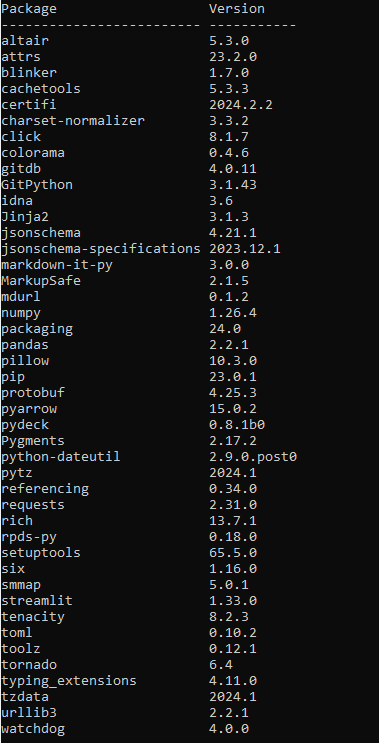 Package                   Version
------------------------- -----------
altair                    5.3.0
attrs                     23.2.0
blinker                   1.7.0
cachetools                5.3.3
certifi                   2024.2.2
charset-normalizer        3.3.2
click                     8.1.7
colorama                  0.4.6
gitdb                     4.0.11
GitPython                 3.1.43
idna                      3.6
Jinja2                    3.1.3
jsonschema                4.21.1
jsonschema-specifications 2023.12.1
markdown-it-py            3.0.0
MarkupSafe                2.1.5
mdurl                     0.1.2
numpy                     1.26.4
packaging                 24.0
pandas                    2.2.1
pillow                    10.3.0
pip                       23.0.1
protobuf                  4.25.3
pyarrow                   15.0.2
pydeck                    0.8.1b0
Pygments                  2.17.2
python-dateutil           2.9.0.post0
pytz                      2024.1
referencing               0.34.0
requests                  2.31.0
rich                      13.7.1
rpds-py                   0.18.0
setuptools                65.5.0
six                       1.16.0
smmap                     5.0.1
streamlit                 1.33.0
tenacity                  8.2.3
toml                      0.10.2
toolz                     0.12.1
tornado                   6.4
typing_extensions         4.11.0
tzdata                    2024.1
urllib3                   2.2.1
watchdog                  4.0.0